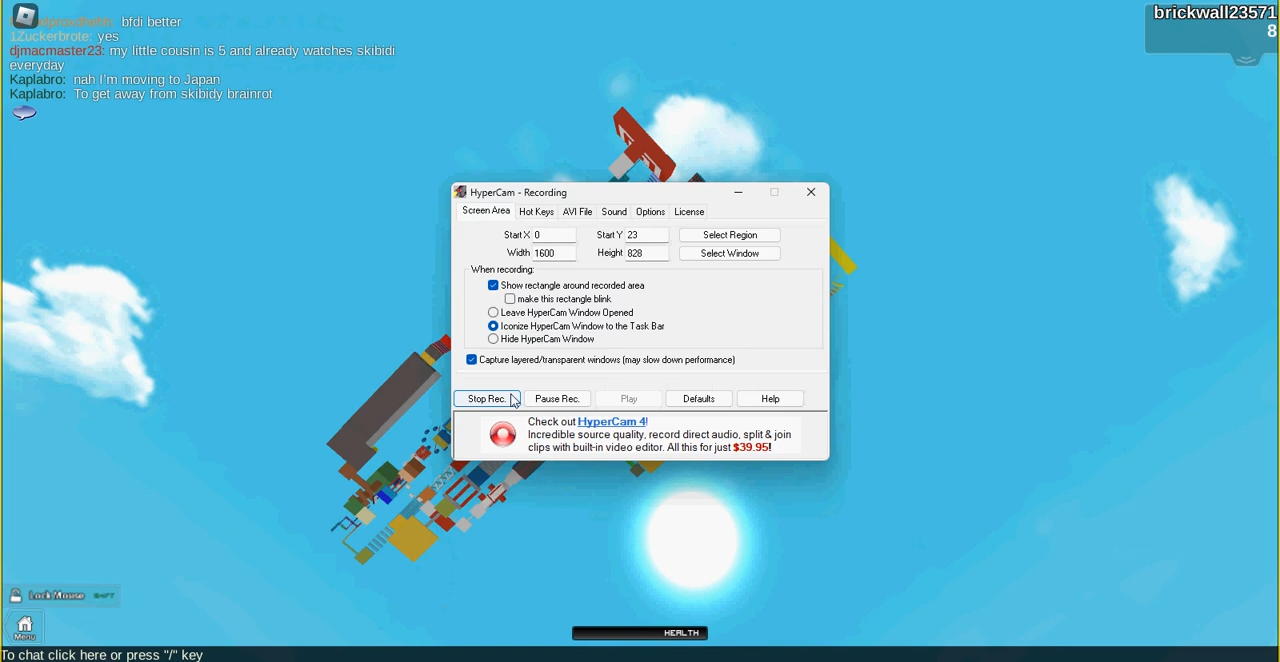 bfdi better
1Zuckerbrote: yes
djmacmaster23: my little cousin is 5 and already watches skibidi
everyday
Kaplabro: nah I'm moving to Japan
Kaplabro: To get away from skibidy brainrot
brickwall23571
8
HyperCam - Recording
Screen Area Hot Keys AVI File Sound Options License
Start X 0 Start Y 23 Select Region
Width 1600 Height 828 Select Window
When recording:
Show rectangle around recorded area
make this rectangle blink
Leave HyperCam Window Opened
Iconize HyperCam Window to the Task Bar
Hide HyperCam Window
Capture layered/transparent windows (may slow down performance)
Stop Rec. Pause Rec. Play Defaults Help
Check out HyperCam 4!
Incredible source quality, record direct audio, split & join
clips with built-in video editor. All this for just $39.95!
Lock Mouse SHIFT
Menu
HEALTH
To chat click here or press "/" key